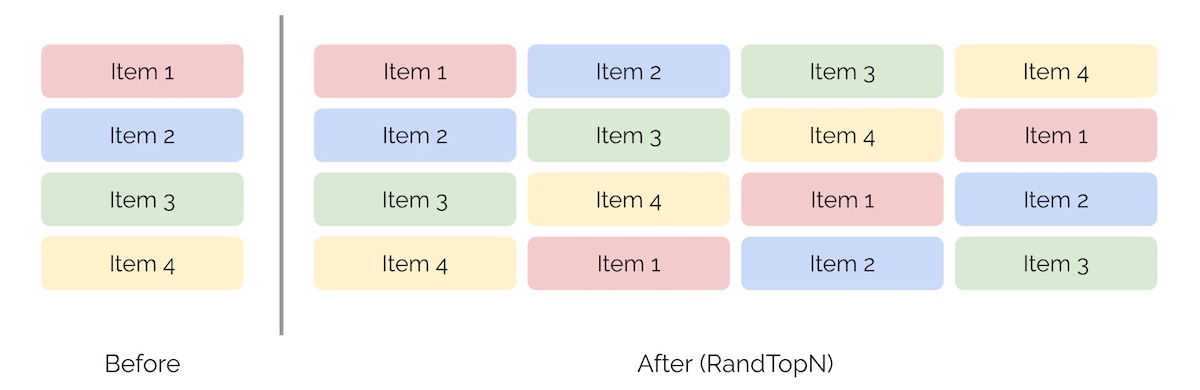 Item 1 Item 1 Item 2 Item 3 Item 4
Item 2 Item 2 Item 3 Item 4 Item 1
Item 3 Item 3 Item 4 Item 1 Item 2
Item 4 Item 4 Item 1 Item 2 Item 3
Before After (RandTopN)